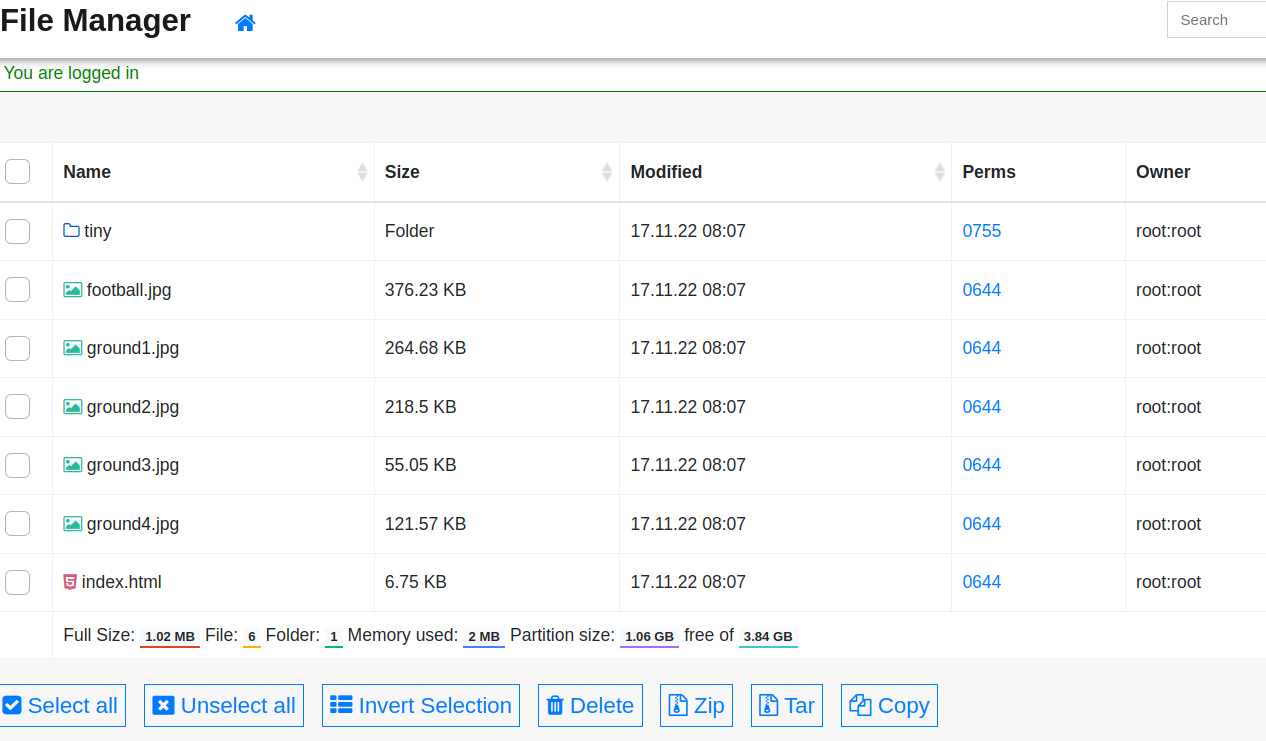 File Manager Search
You are logged in
Name Size Modified Perms Owner
tiny Folder 17.11.22 08:07 0755 root:root
football.jpg 376.23 KB 17.11.22 08:07 0644 root:root
ground1.jpg 264.68 KB 17.11.22 08:07 0644 root:root
ground2.jpg 218.5 KB 17.11.22 08:07 0644 root:root
ground3.jpg 55.05 KB 17.11.22 08:07 0644 root:root
ground4.jpg 121.57 KB 17.11.22 08:07 0644 root:root
index.html 6.75 KB 17.11.22 08:07 0644 root:root
Full Size: 1.02 MB File: 6 Folder: 1 Memory used: 2 MB Partition size: 1.06 GB free of 3.84 GB
Select all Unselect all Invert Selection Delete Zip Tar Copy